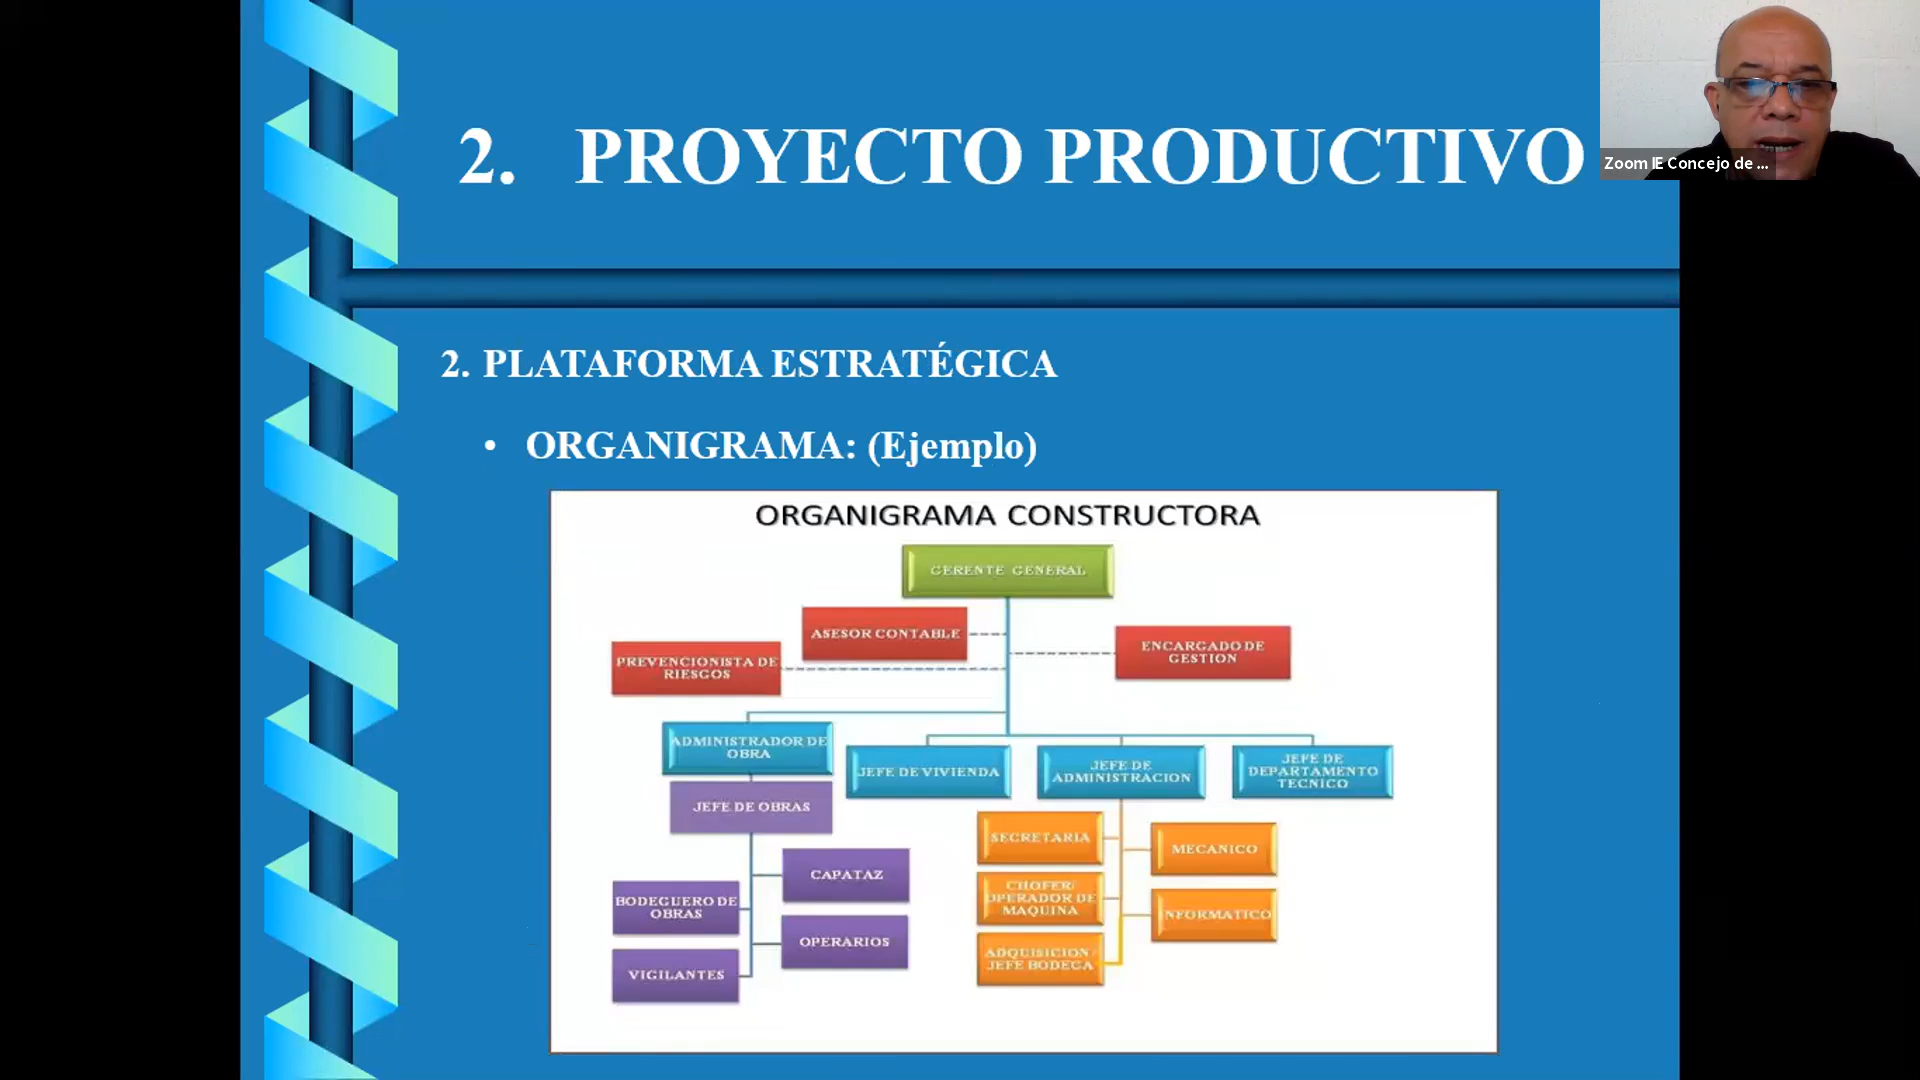 2. PROYECTO PRODUCTIVO
Zoom IE Concejo de ...
2. PLATAFORMA ESTRATÉGICA
• ORGANIGRAMA: (Ejemplo)
ORGANIGRAMA CONSTRUCTORA
GERENTE GENERAL
ASESOR CONTABLE
ENCARGADO DE
GESTION
PREVENCIONISTA DE
RIESGOS
ADMINISTRADOR DE
OBRA
JEFE DE VIVIENDA
JEFE DE
ADMINISTRACION
JEFE DE
DEPARTAMENTO
TECNICO
JEFE DE OBRAS
CAPATAZ
BODEGUERO DE
OBRAS
OPERARIOS
VIGILANTES
SECRETARIA
MECANICO
CHOFER/
OPERADOR DE
MAQUINA
INFORMATICO
ADQUISICION/
JEFE BODEGA